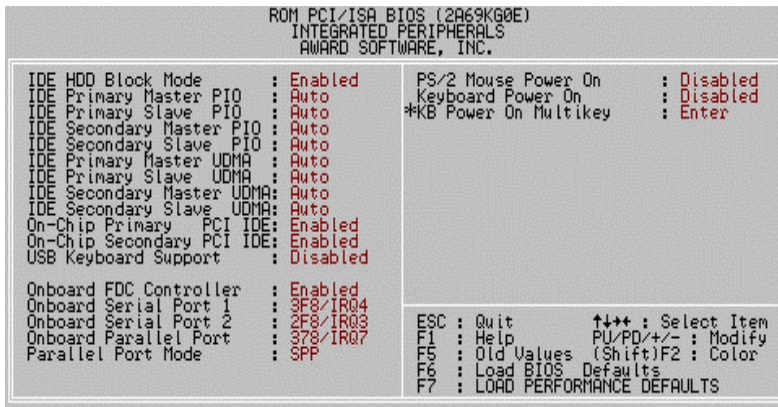 ROM PCI/ISA BIOS (2A69KG0E)
INTEGRATED PERIPHERALS
AWARD SOFTWARE, INC.
IDE HDD Block Mode : Enabled
IDE Primary Master PIO : Auto
IDE Primary Slave PIO : Auto
IDE Secondary Master PIO : Auto
IDE Secondary Slave PIO : Auto
IDE Primary Master UDMA : Auto
IDE Primary Slave UDMA : Auto
IDE Secondary Master UDMA: Auto
IDE Secondary Slave UDMA: Auto
On-Chip Primary PCI IDE: Enabled
On-Chip Secondary PCI IDE: Enabled
USB Keyboard Support : Disabled
Onboard FDC Controller : Enabled
Onboard Serial Port 1 : 3F8/IRQ4
Onboard Serial Port 2 : 2F8/IRQ3
Onboard Parallel Port : 378/IRQ7
Parallel Port Mode : SPP
PS/2 Mouse Power On : Disabled
Keyboard Power On : Disabled
*KB Power On Multikey : Enter
ESC : Quit ↑↓→← : Select Item
F1 : Help PU/PD/+/- : Modify
F5 : Old Values (Shift)F2 : Color
F6 : Load BIOS Defaults
F7 : LOAD PERFORMANCE DEFAULTS